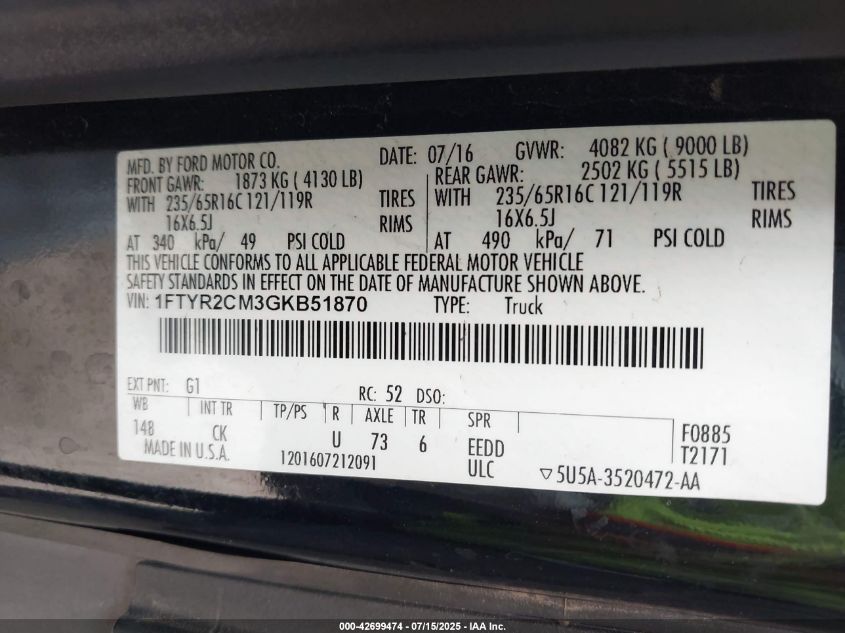 MFD. BY FORD MOTOR CO. DATE: 07/16 GVWR: 4082 KG ( 9000 LB)
FRONT GAWR: 1873 KG ( 4130 LB) REAR GAWR: 2502 KG ( 5515 LB)
WITH 235/65R16C 121/119R TIRES WITH 235/65R16C 121/119R TIRES
16X6.5J RIMS 16X6.5J RIMS
AT 340 kPa/ 49 PSI COLD AT 490 kPa/ 71 PSI COLD
THIS VEHICLE CONFORMS TO ALL APPLICABLE FEDERAL MOTOR VEHICLE
SAFETY STANDARDS IN EFFECT ON THE DATE OF MANUFACTURE SHOWN ABOVE.
VIN: 1FTYR2CM3GKB51870 TYPE: Truck
EXT PNT: G1 RC: 52 DSO:
WB INT TR TP/PS R AXLE TR SPR
148 CK U 73 6 EEDD F0885
MADE IN U.S.A. 1201607212091 ULC T2171
▽5U5A-3520472-AA
000-42699474 - 07/15/2025 - IAA Inc.